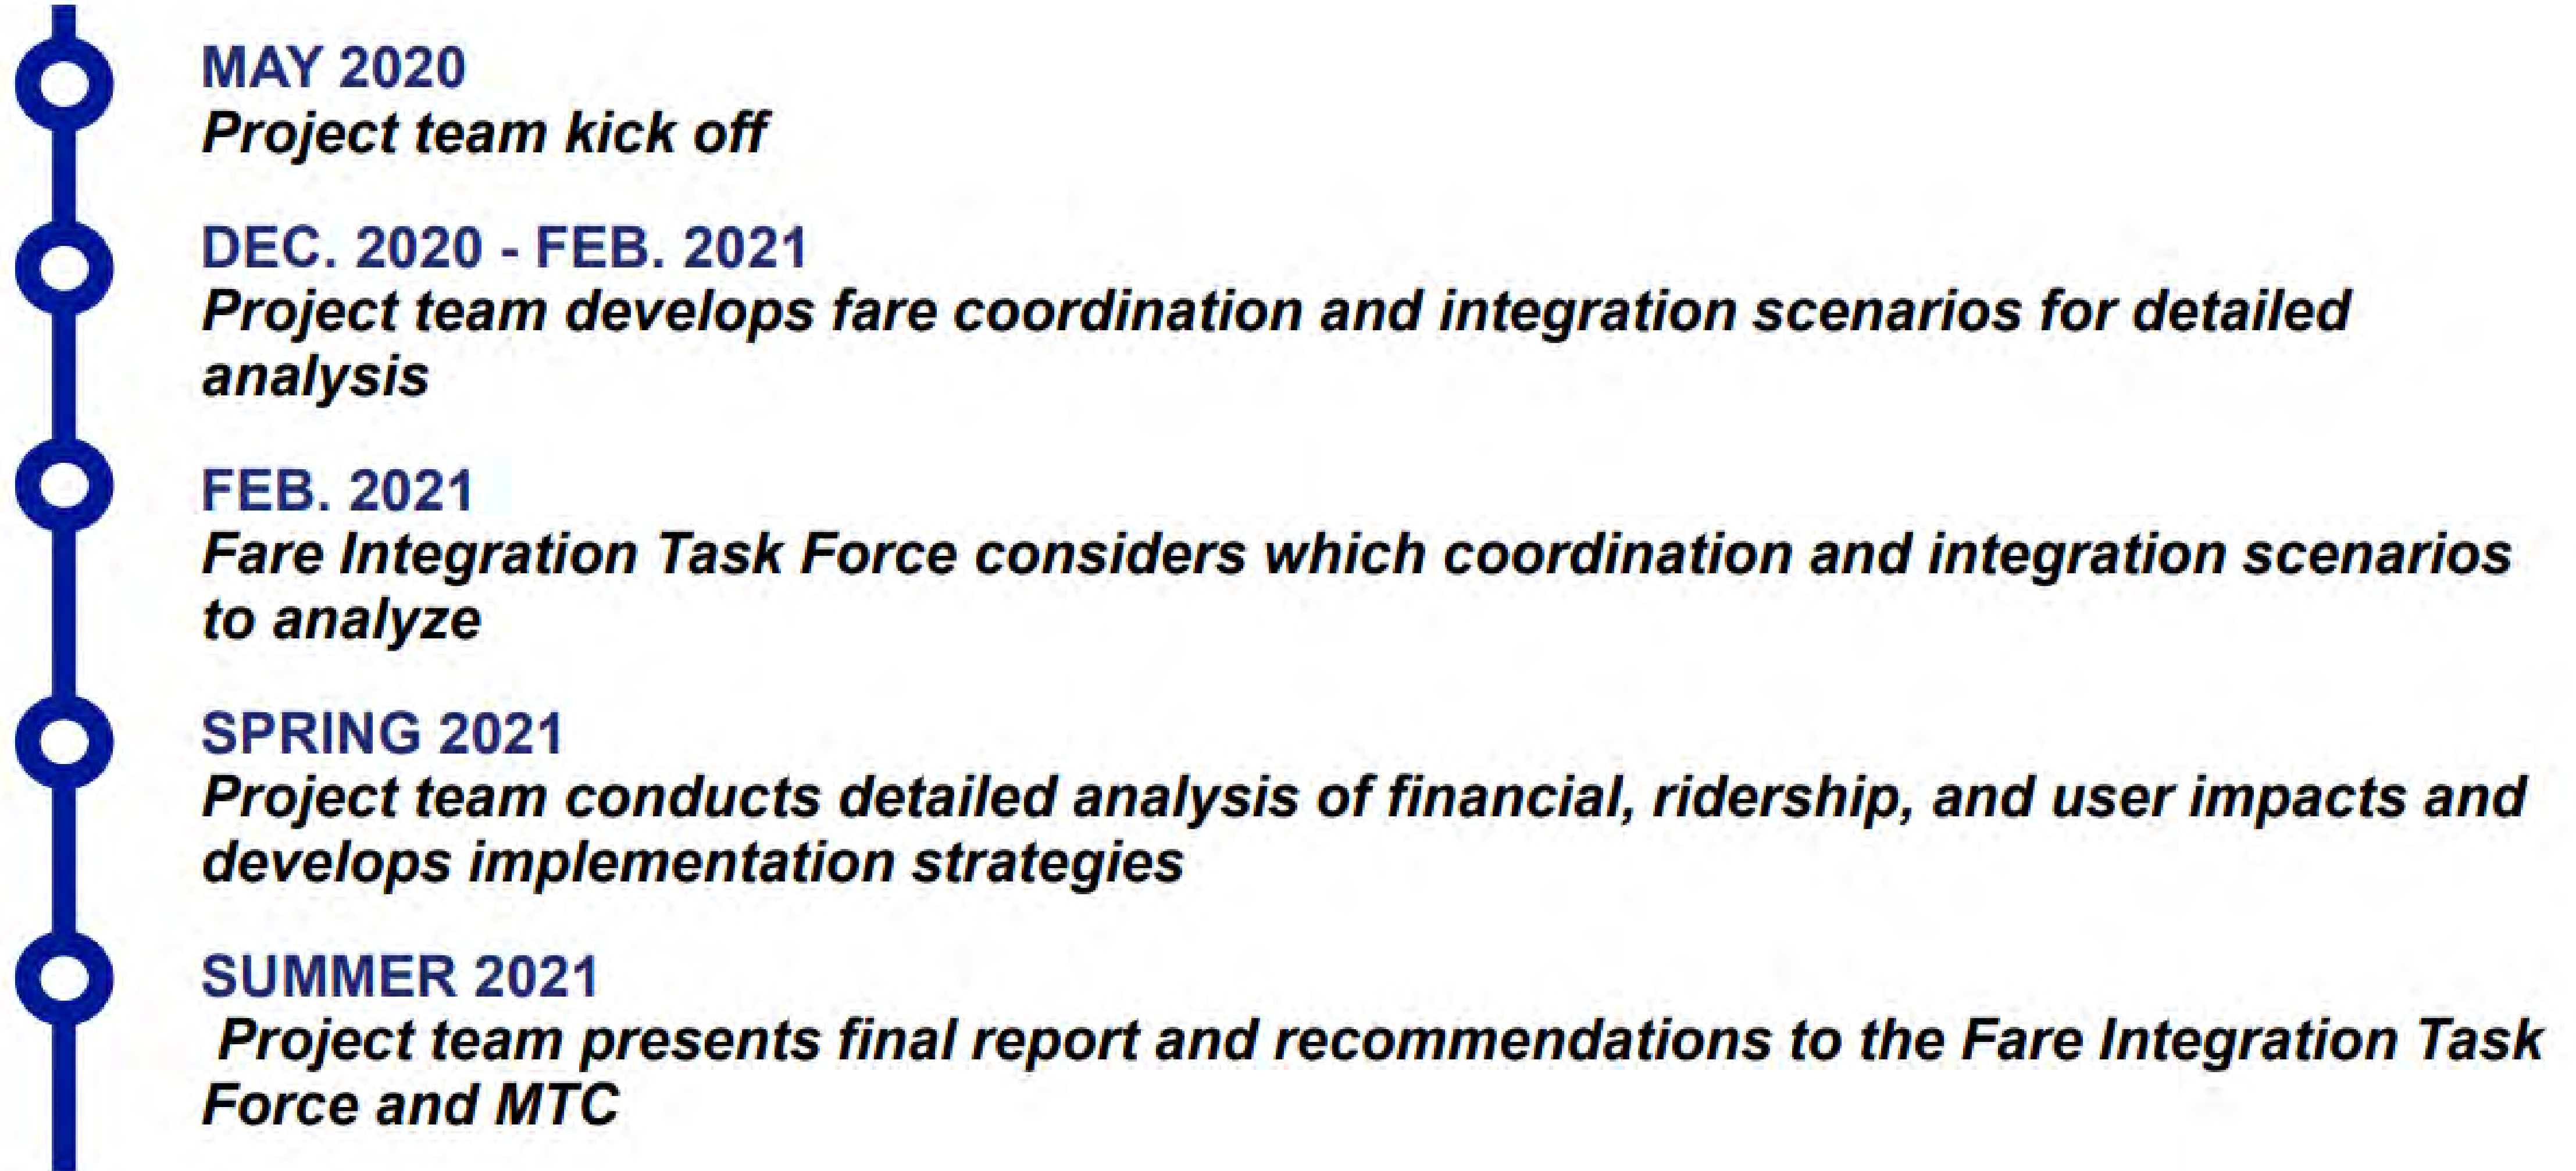 MAY 2020
Project team kick off
DEC. 2020 - FEB. 2021
Project team develops fare coordination and integration scenarios for detailed
analysis
FEB. 2021
Fare Integration Task Force considers which coordination and integration scenarios
to analyze
SPRING 2021
Project team conducts detailed analysis of financial, ridership, and user impacts and
develops implementation strategies
SUMMER 2021
Project team presents final report and recommendations to the Fare Integration Task
Force and MTC